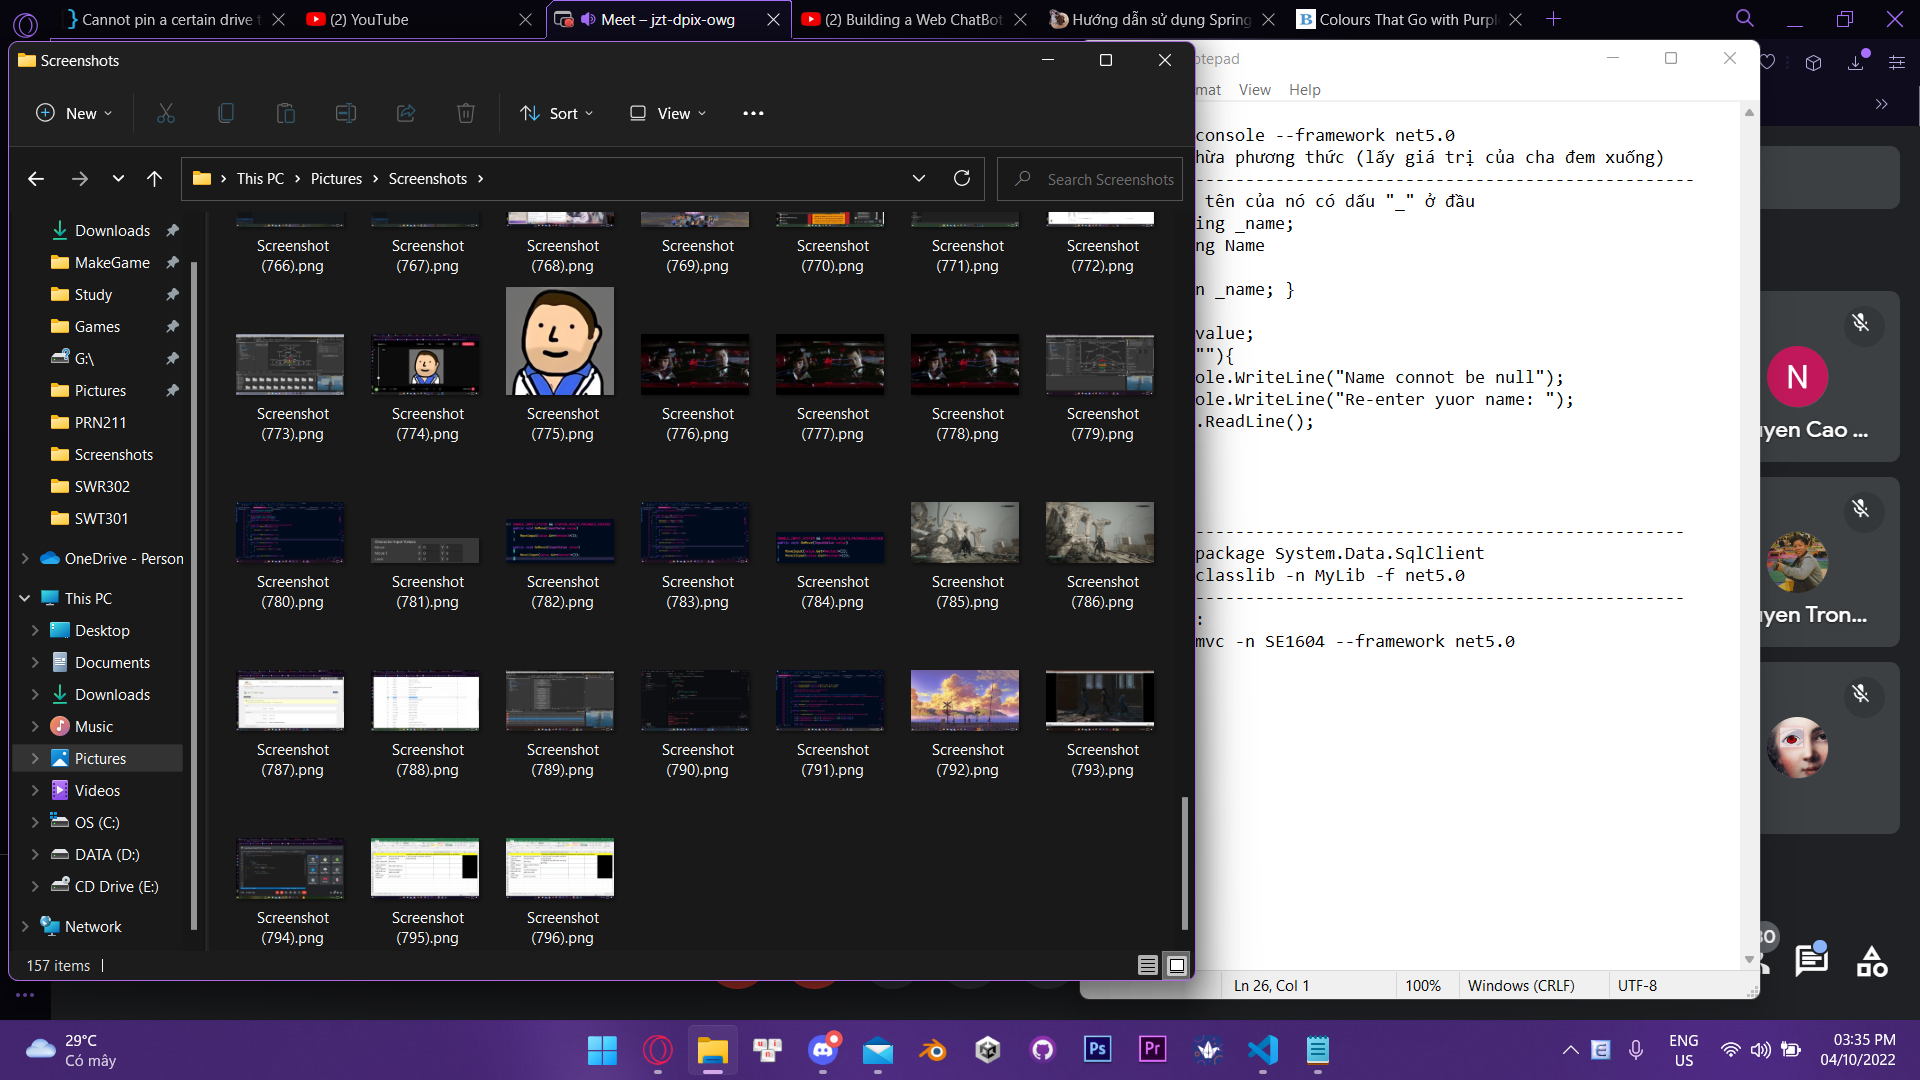 Cannot pin a certain drive t
(2) YouTube
Meet – jzt-dpix-owg
(2) Building a Web ChatBot
Hướng dẫn sử dụng Spring
Colours That Go with Purpl
Screenshots
New
Sort
View
This PC
Pictures
Screenshots
Search Screenshots
Downloads
MakeGame
Study
Games
G:\
Pictures
PRN211
Screenshots
SWR302
SWT301
OneDrive - Person
This PC
Desktop
Documents
Downloads
Music
Pictures
Videos
OS (C:)
DATA (D:)
CD Drive (E:)
Network
Screenshot (766).png
Screenshot (767).png
Screenshot (768).png
Screenshot (769).png
Screenshot (770).png
Screenshot (771).png
Screenshot (772).png
Screenshot (773).png
Screenshot (774).png
Screenshot (775).png
Screenshot (776).png
Screenshot (777).png
Screenshot (778).png
Screenshot (779).png
Screenshot (780).png
Screenshot (781).png
Screenshot (782).png
Screenshot (783).png
Screenshot (784).png
Screenshot (785).png
Screenshot (786).png
Screenshot (787).png
Screenshot (788).png
Screenshot (789).png
Screenshot (790).png
Screenshot (791).png
Screenshot (792).png
Screenshot (793).png
Screenshot (794).png
Screenshot (795).png
Screenshot (796).png
157 items
otepad
mat View Help
console --framework net5.0
hừa phương thức (lấy giá trị của cha đem xuống)
--------------------------------------------------
tên của nó có dấu "_" ở đầu
ing _name;
ng Name
n _name; }
value;
""){
ole.WriteLine("Name connot be null");
ole.WriteLine("Re-enter yuor name: ");
.ReadLine();
-------------------------------------------------
package System.Data.SqlClient
classlib -n MyLib -f net5.0
-------------------------------------------------
:
mvc -n SE1604 --framework net5.0
Ln 26, Col 1
100%
Windows (CRLF)
UTF-8
N
uyen Cao ...
uyen Tron...
30
29°C
Có mây
Ps
Pr
ENG
US
03:35 PM
04/10/2022